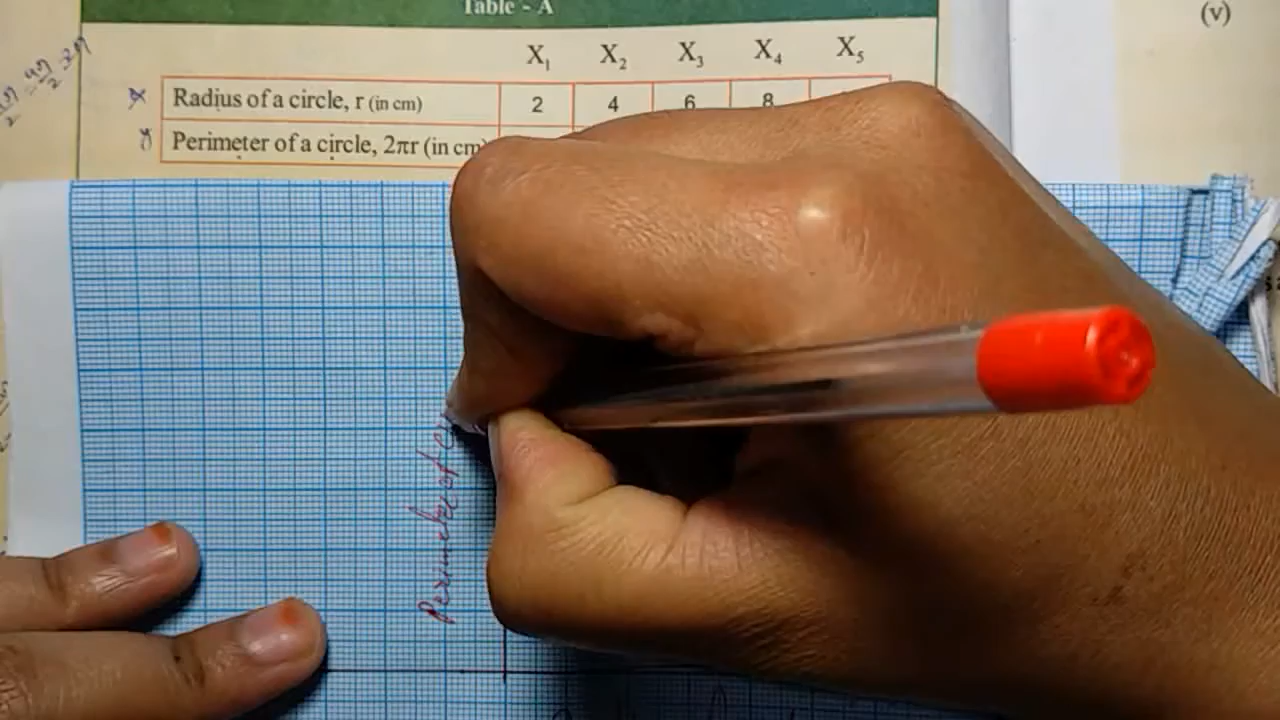 Table - A
(v)
X₁ X₂ X₃ X₄ X₅
x Radius of a circle, r (in cm) 2 4 6 8
y Perimeter of a circle, 2πr (in cm)
Perimeter of